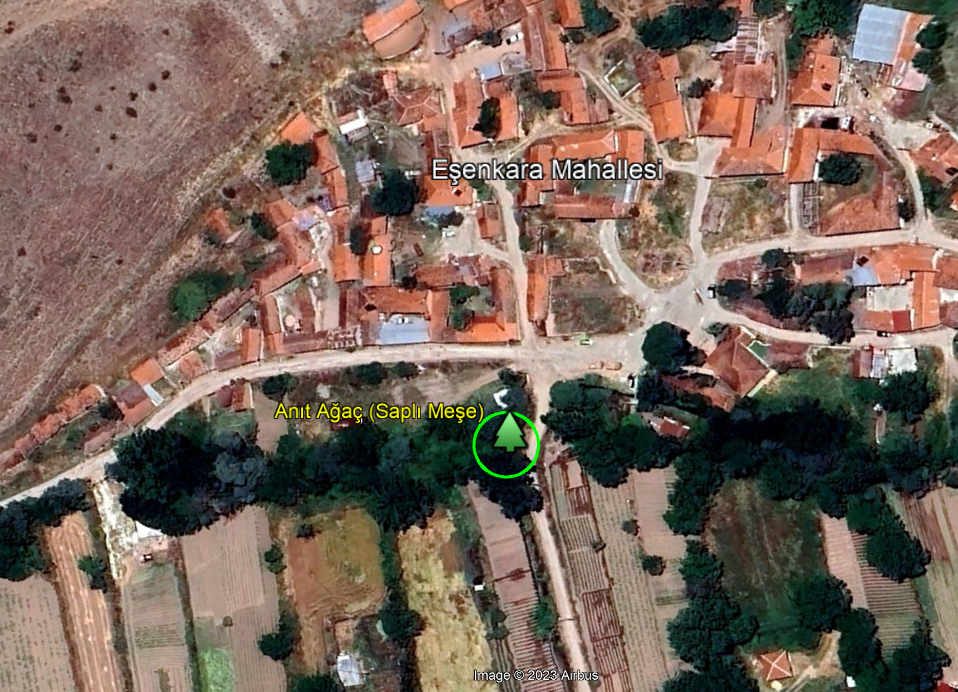 Eşenkara Mahallesi
Anıt Ağaç (Saplı Meşe)
Image © 2023 Airbus